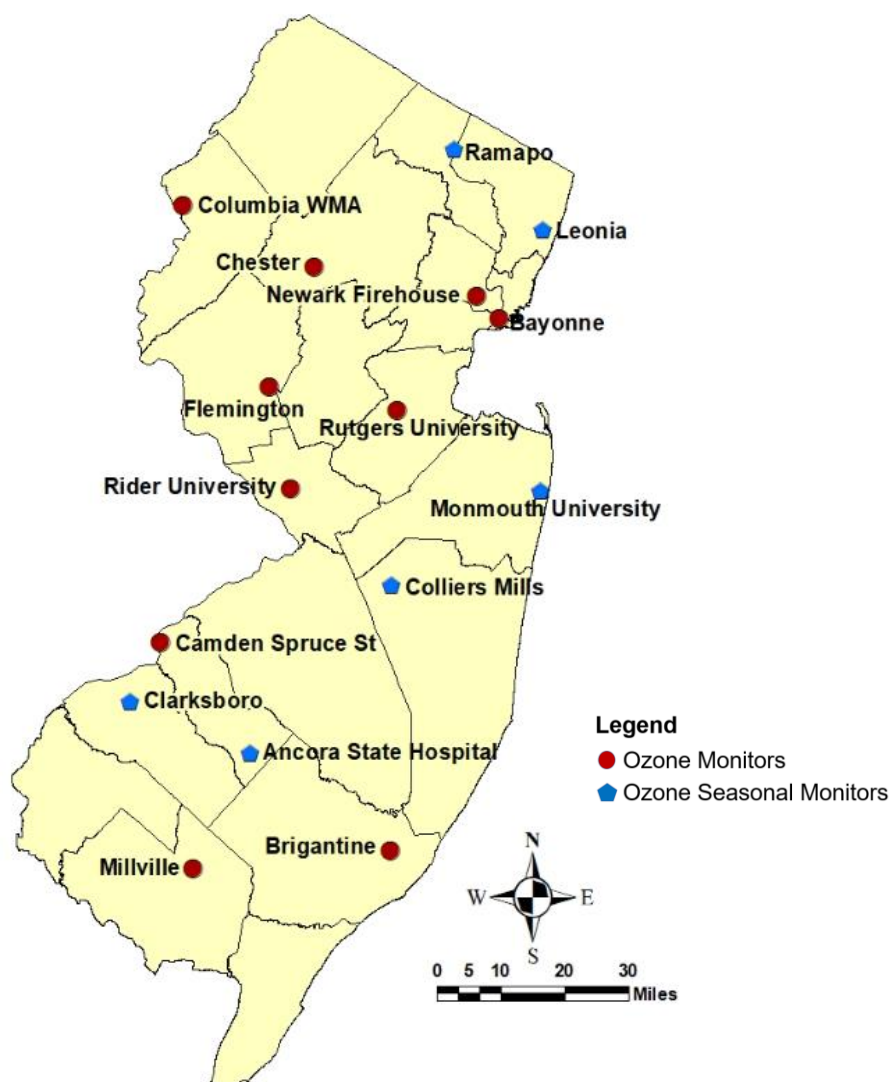 Ramapo
Columbia WMA
Leonia
Chester
Newark Firehouse
Bayonne
Flemington
Rutgers University
Rider University
Monmouth University
Colliers Mills
Camden Spruce St
Clarksboro
Ancora State Hospital
Brigantine
Millville
Legend
Ozone Monitors
Ozone Seasonal Monitors
N
W E
S
0 5 10 20 30
Miles